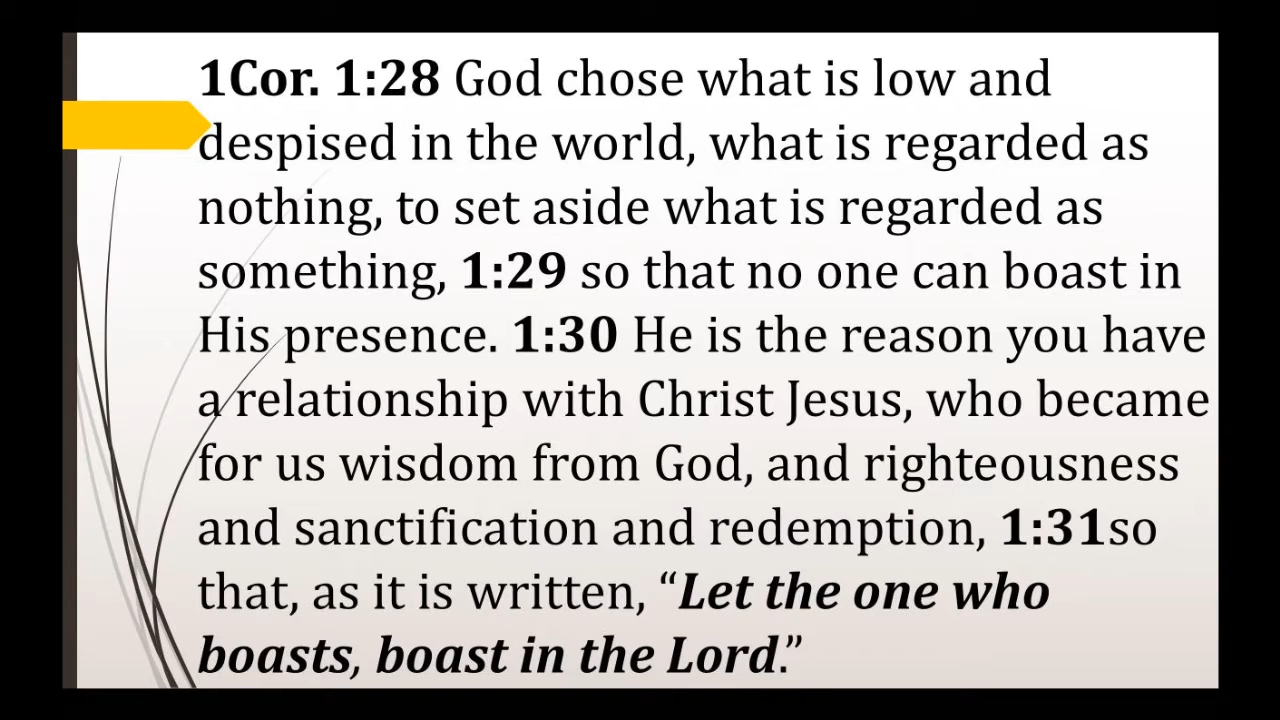 1Cor. 1:28 God chose what is low and
despised in the world, what is regarded as
nothing, to set aside what is regarded as
something, 1:29 so that no one can boast in
His presence. 1:30 He is the reason you have
a relationship with Christ Jesus, who became
for us wisdom from God, and righteousness
and sanctification and redemption, 1:31so
that, as it is written, “Let the one who
boasts, boast in the Lord.”